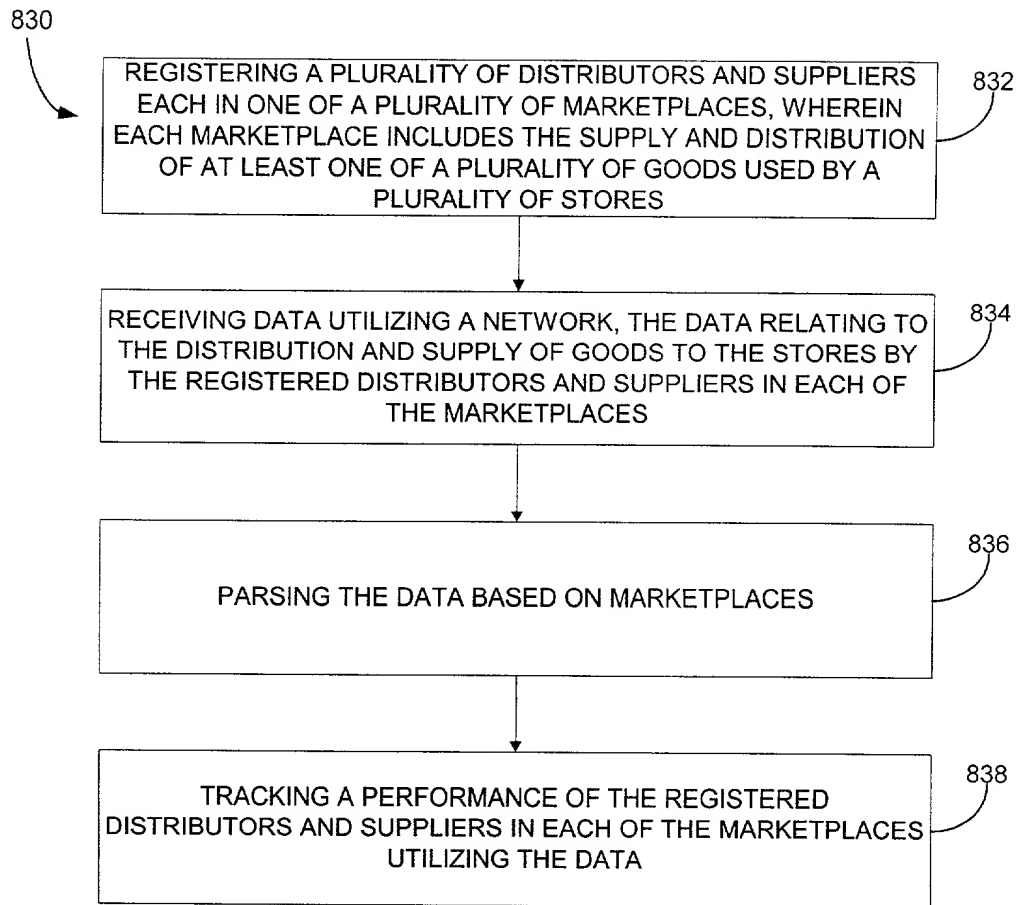 830
REGISTERING A PLURALITY OF DISTRIBUTORS AND SUPPLIERS
EACH IN ONE OF A PLURALITY OF MARKETPLACES, WHEREIN
EACH MARKETPLACE INCLUDES THE SUPPLY AND DISTRIBUTION
OF AT LEAST ONE OF A PLURALITY OF GOODS USED BY A
PLURALITY OF STORES
832
RECEIVING DATA UTILIZING A NETWORK, THE DATA RELATING TO
THE DISTRIBUTION AND SUPPLY OF GOODS TO THE STORES BY
THE REGISTERED DISTRIBUTORS AND SUPPLIERS IN EACH OF
THE MARKETPLACES
834
PARSING THE DATA BASED ON MARKETPLACES
836
TRACKING A PERFORMANCE OF THE REGISTERED
DISTRIBUTORS AND SUPPLIERS IN EACH OF THE MARKETPLACES
UTILIZING THE DATA
838